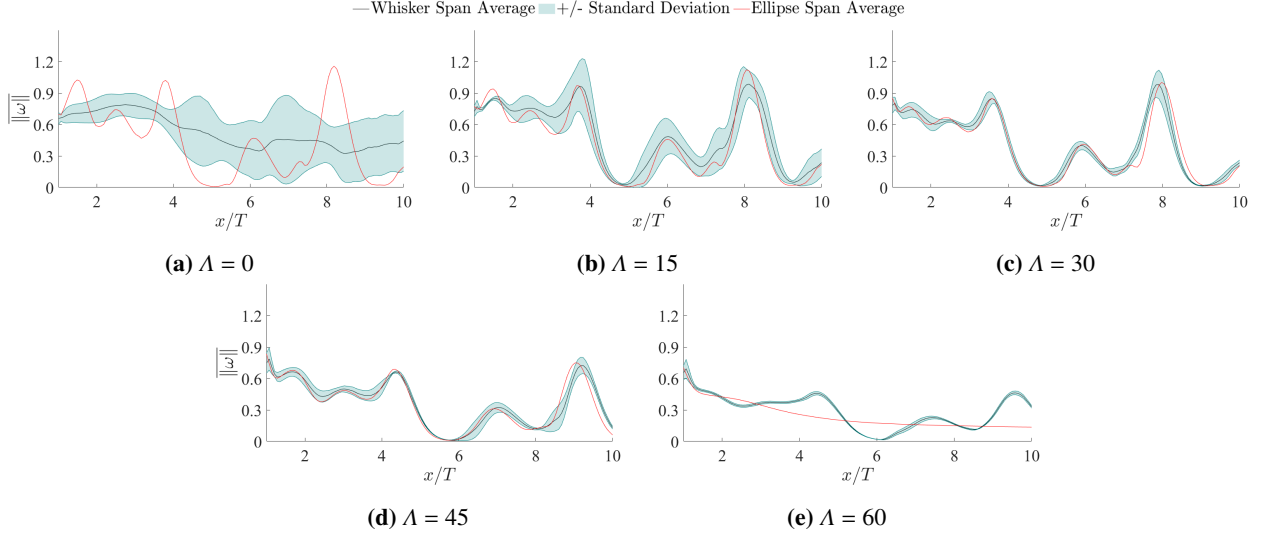 Whisker Span Average +/- Standard Deviation Ellipse Span Average
1.2
0.9
0.6
0.3
0
‖ω‖
2 4 6 8 10
x/T
(a) Λ = 0
1.2
0.9
0.6
0.3
0
2 4 6 8 10
x/T
(b) Λ = 15
1.2
0.9
0.6
0.3
0
2 4 6 8 10
x/T
(c) Λ = 30
1.2
0.9
0.6
0.3
0
‖ω‖
2 4 6 8 10
x/T
(d) Λ = 45
1.2
0.9
0.6
0.3
0
2 4 6 8 10
x/T
(e) Λ = 60